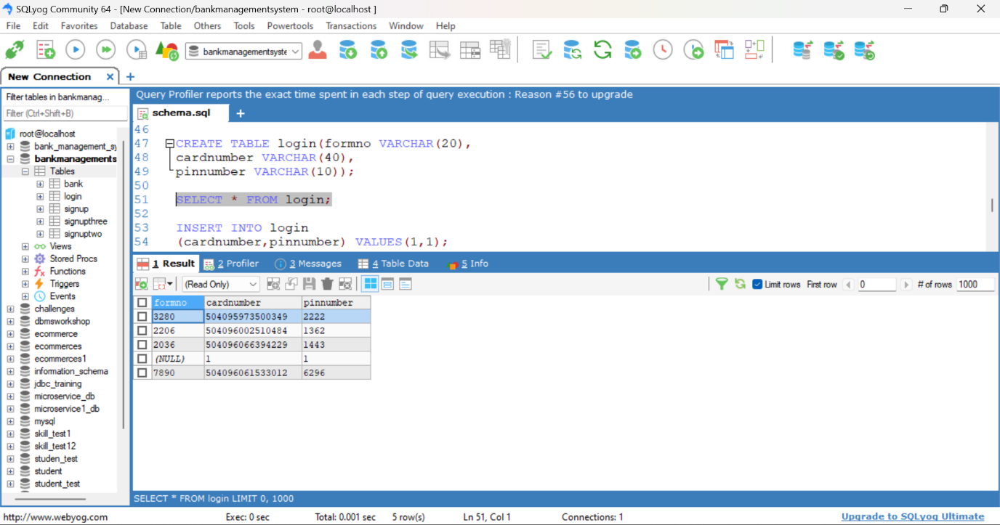 SQLyog Community 64 - [New Connection/bankmanagementsystem - root@localhost ]
File Edit Favorites Database Table Others Tools Powertools Transactions Window Help
bankmanagementsyste
New Connection
Filter tables in bankmanag...
Filter (Ctrl+Shift+B)
root@localhost
bank_management_sy
bankmanagements
Tables
bank
login
signup
signupthree
signuptwo
Views
Stored Procs
Functions
Triggers
Events
challenges
dbmsworkshop
ecommerce
ecommerces
ecommerces1
information_schema
jdbc_training
microservice_db
microservice1_db
mysql
skill_test1
skill_test12
studen_test
student
student_test
Query Profiler reports the exact time spent in each step of query execution : Reason #56 to upgrade
schema.sql
46
47 CREATE TABLE login(formno VARCHAR(20),
48 cardnumber VARCHAR(40),
49 pinnumber VARCHAR(10));
50
51 SELECT * FROM login;
52
53 INSERT INTO login
54 (cardnumber,pinnumber) VALUES(1,1);
1 Result 2 Profiler 3 Messages 4 Table Data 5 Info
(Read Only) Limit rows First row 0 # of rows 1000
formno cardnumber pinnumber
3280 504095973500349 2222
2206 504096002510484 1362
2036 504096066394229 1443
(NULL) 1 1
7890 504096061533012 6296
SELECT * FROM login LIMIT 0, 1000
http://www.webyog.com Exec: 0 sec Total: 0.001 sec 5 row(s) Ln 51, Col 1 Connections: 1 Upgrade to SQLyog Ultimate